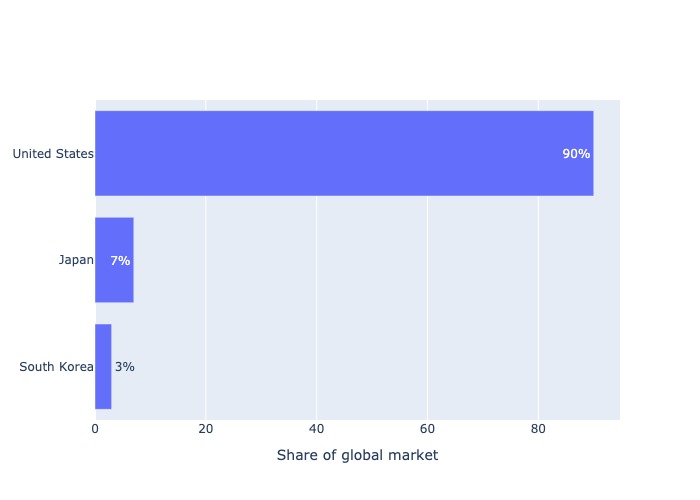 United States 90%
Japan 7%
South Korea 3%
0 20 40 60 80
Share of global market